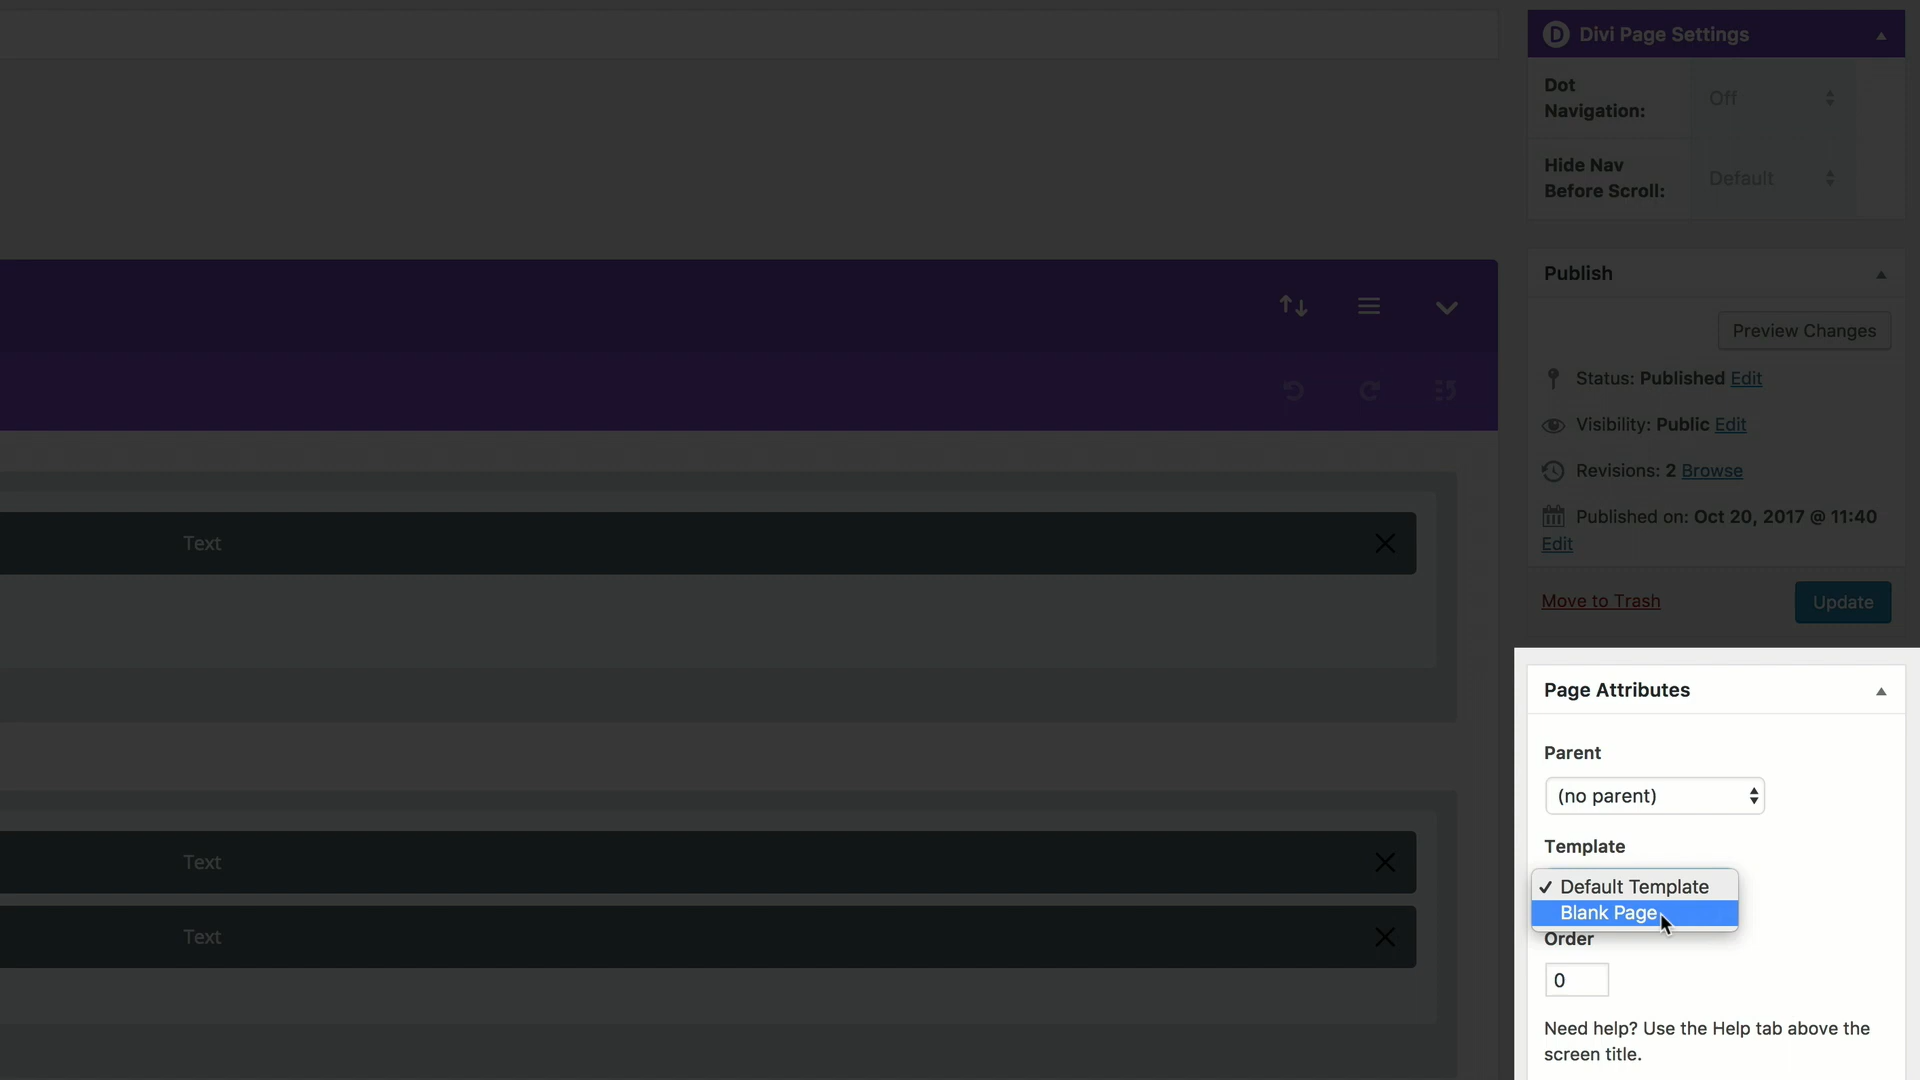 D Divi Page Settings
Dot
Navigation:
Off
Hide Nav
Before Scroll:
Default
Publish
Preview Changes
Status: Published Edit
Visibility: Public Edit
Revisions: 2 Browse
Published on: Oct 20, 2017 @ 11:40
Edit
Move to Trash
Update
Text
Text
Text
Page Attributes
Parent
(no parent)
Template
✓ Default Template
Blank Page
Order
0
Need help? Use the Help tab above the
screen title.